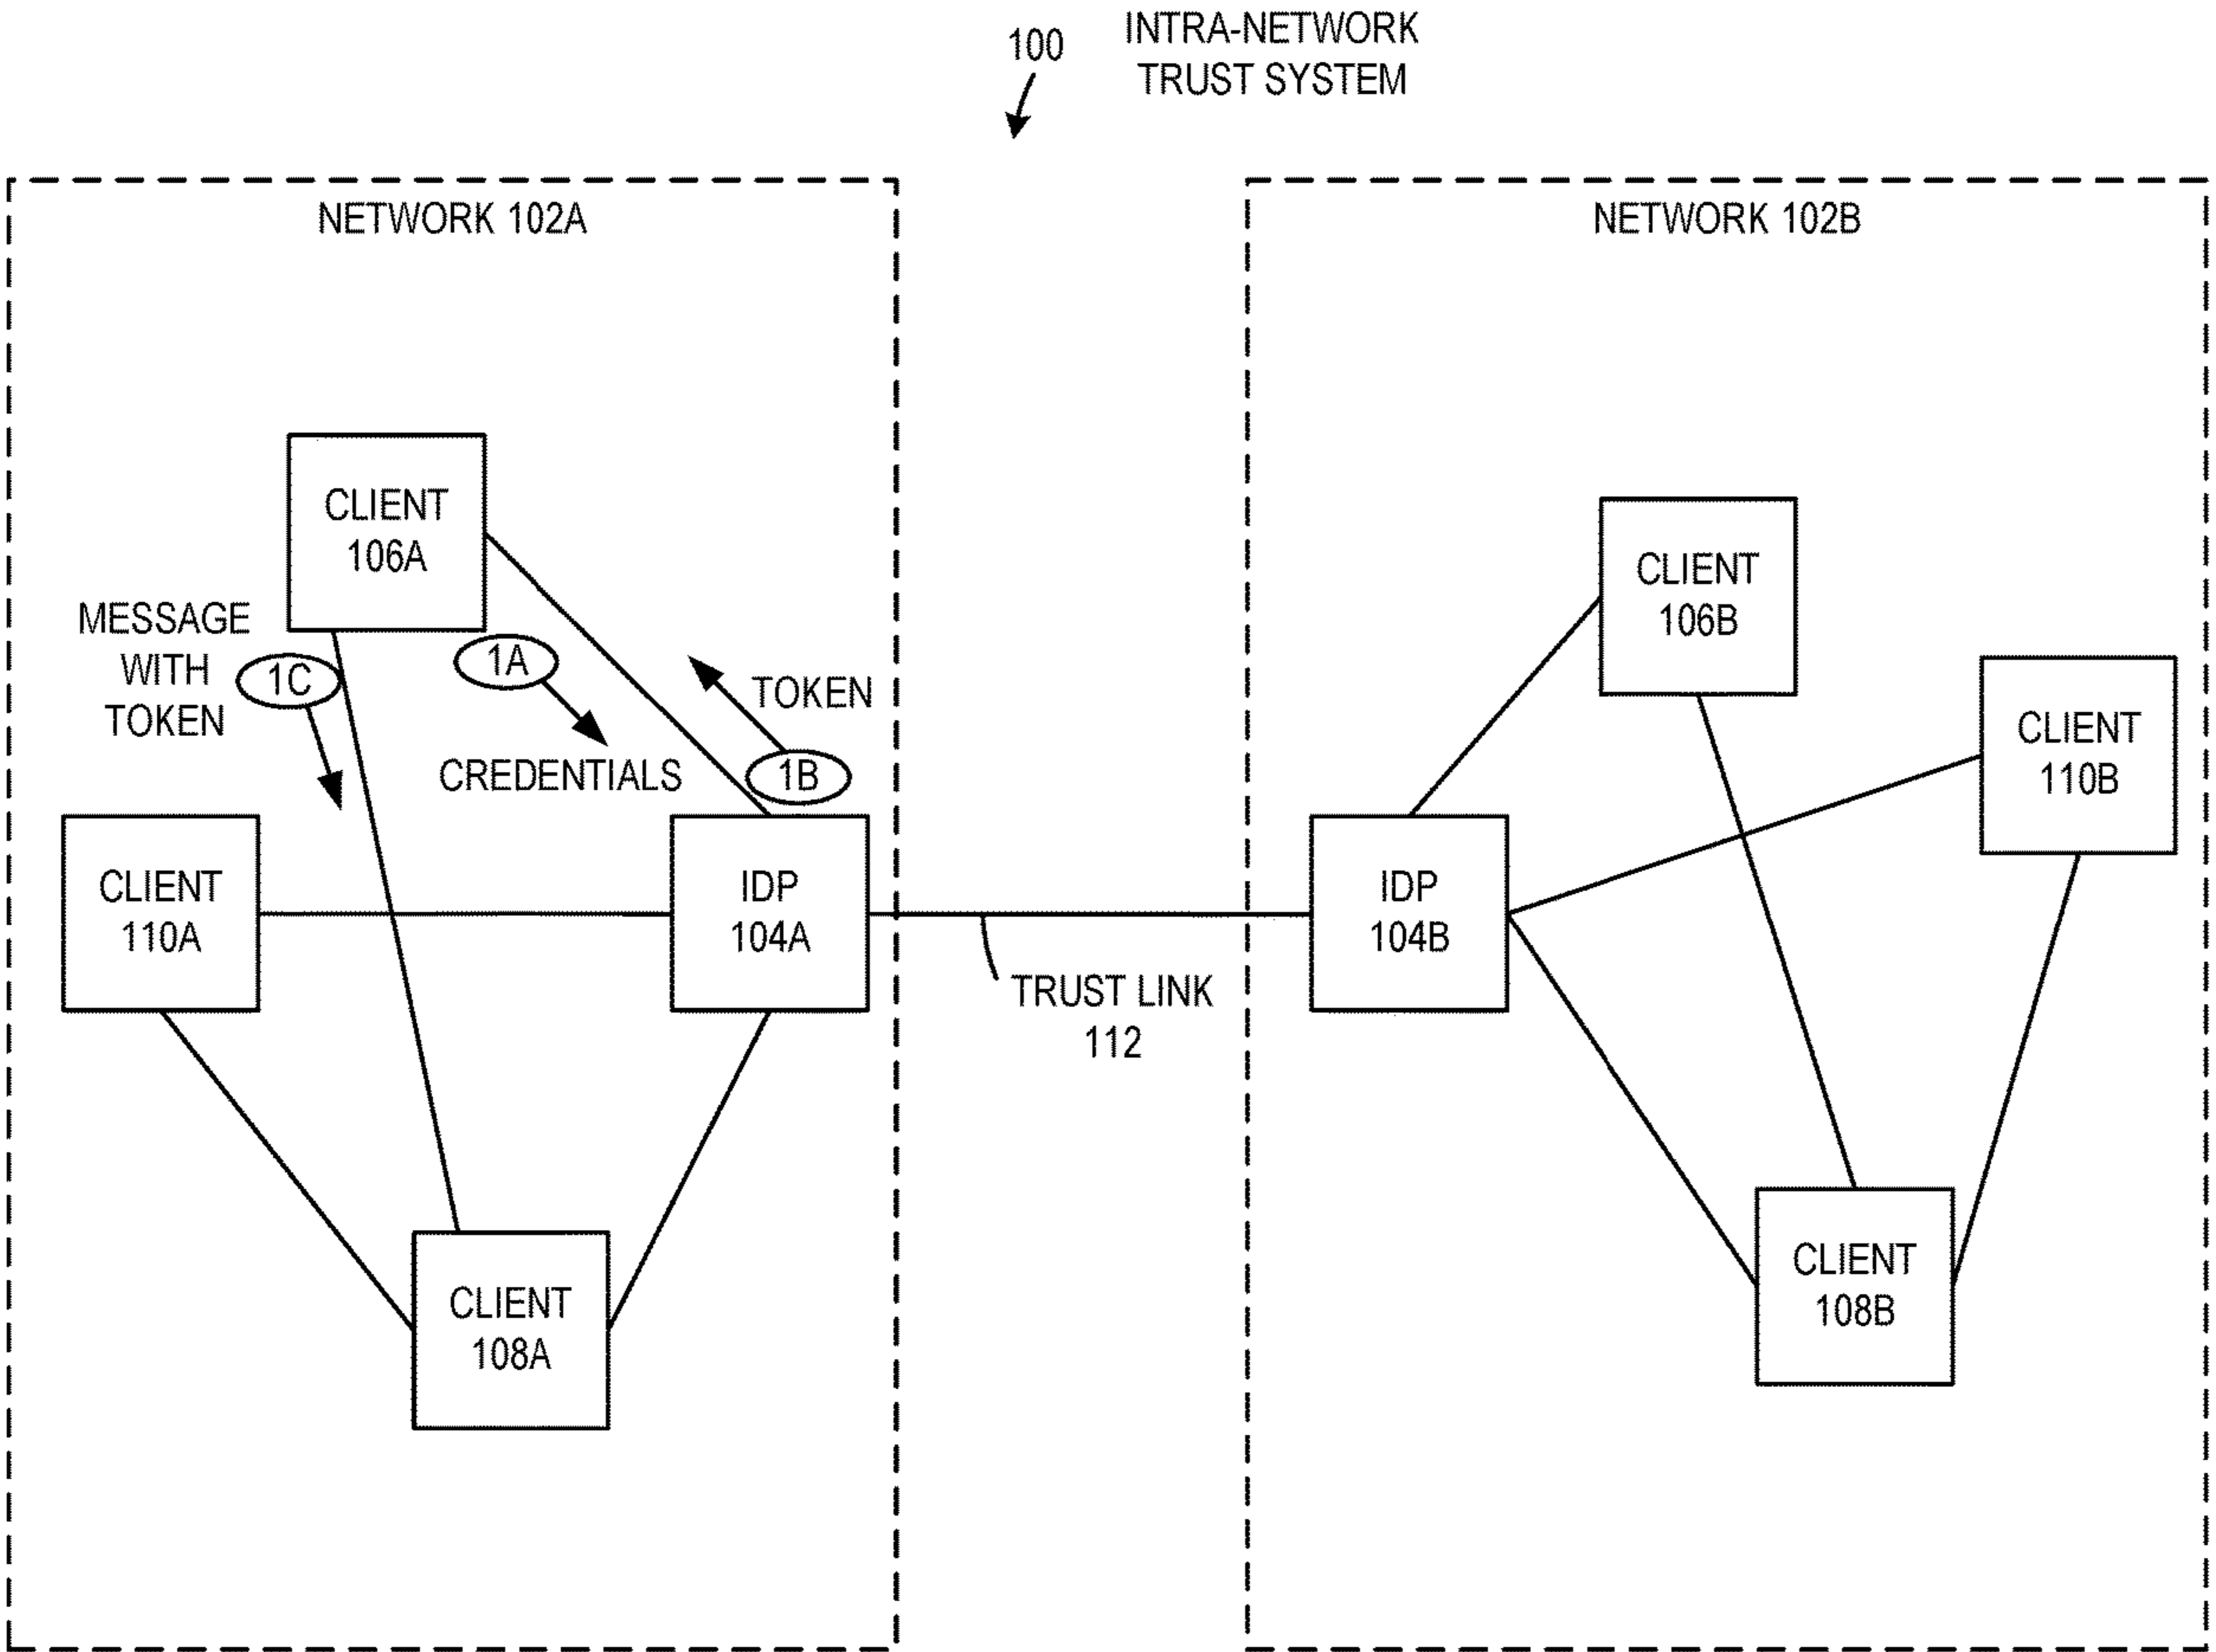 100
INTRA-NETWORK
TRUST SYSTEM
NETWORK 102A
NETWORK 102B
CLIENT
106A
MESSAGE
WITH
TOKEN
1C
1A
CREDENTIALS
TOKEN
1B
CLIENT
110A
IDP
104A
CLIENT
108A
TRUST LINK
112
IDP
104B
CLIENT
106B
CLIENT
110B
CLIENT
108B